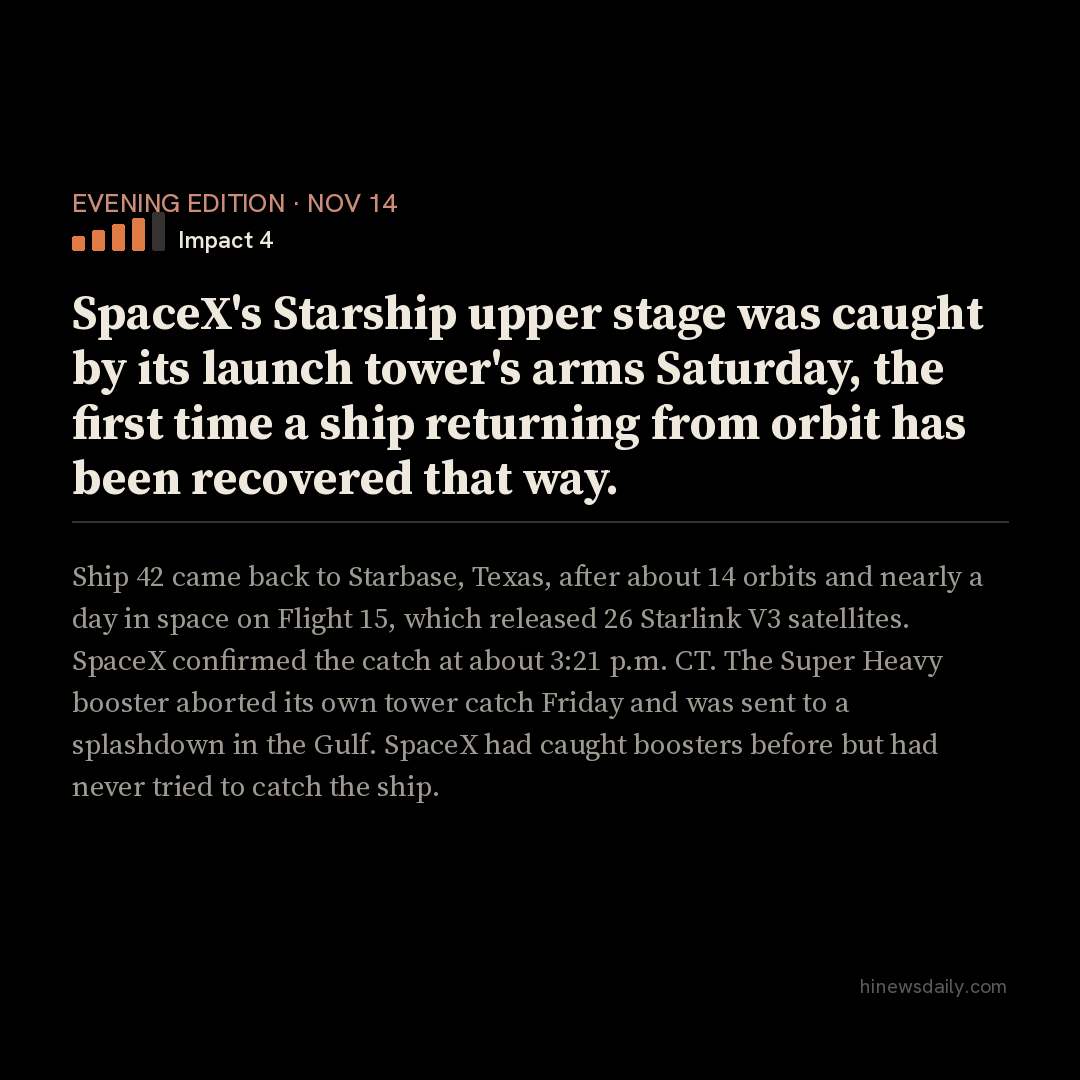 EVENING EDITION · NOV 14
Impact 4
SpaceX's Starship upper stage was caught
by its launch tower's arms Saturday, the
first time a ship returning from orbit has
been recovered that way.
Ship 42 came back to Starbase, Texas, after about 14 orbits and nearly a
day in space on Flight 15, which released 26 Starlink V3 satellites.
SpaceX confirmed the catch at about 3:21 p.m. CT. The Super Heavy
booster aborted its own tower catch Friday and was sent to a
splashdown in the Gulf. SpaceX had caught boosters before but had
never tried to catch the ship.
hinewsdaily.com